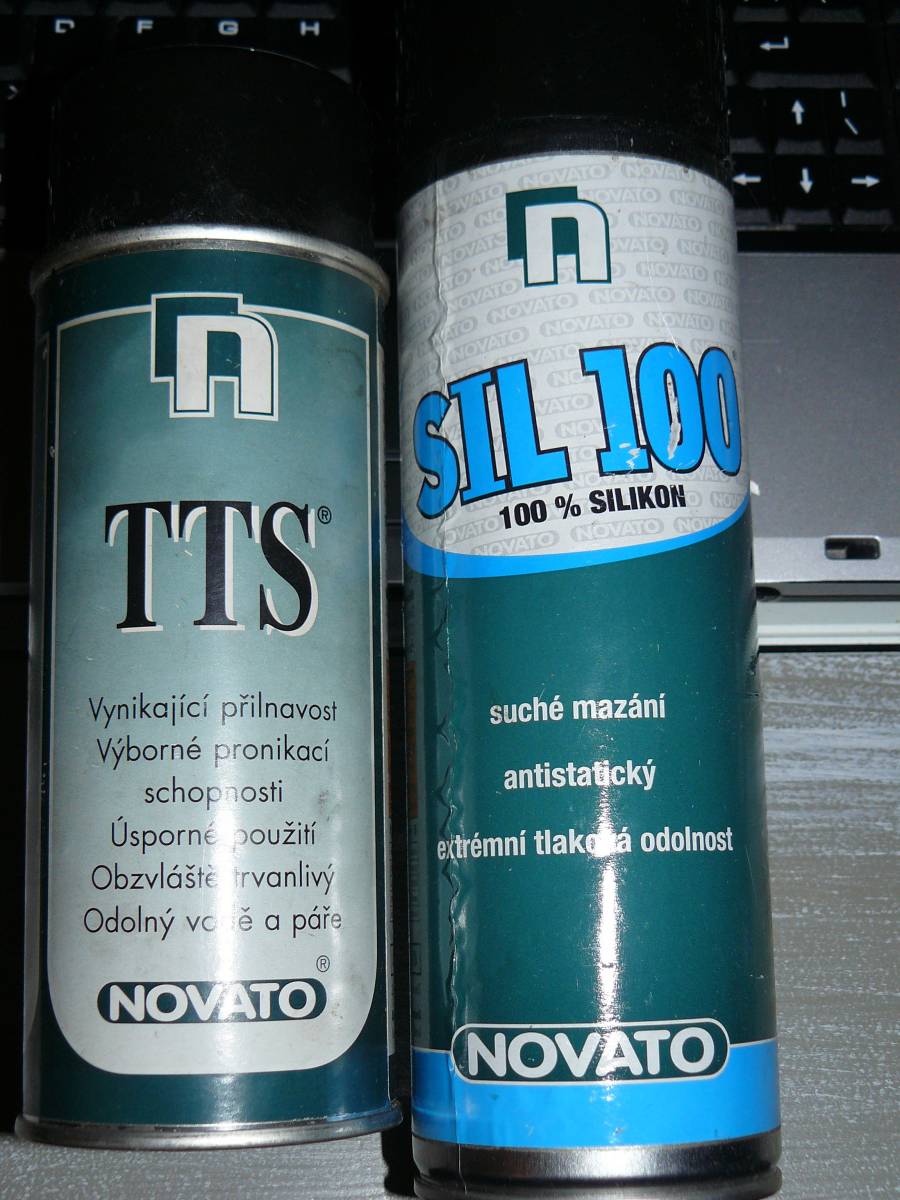 D F G H
n
TTS®
Vynikající přilnavost
Výborné pronikací
schopnosti
Úsporné použití
Obzvláště trvanlivý
Odolný vodě a páře
®
NOVATO
n
NOVATO
SIL 100
100 % SILIKON
suché mazání
antistatický
extrémní tlaková odolnost
NOVATO